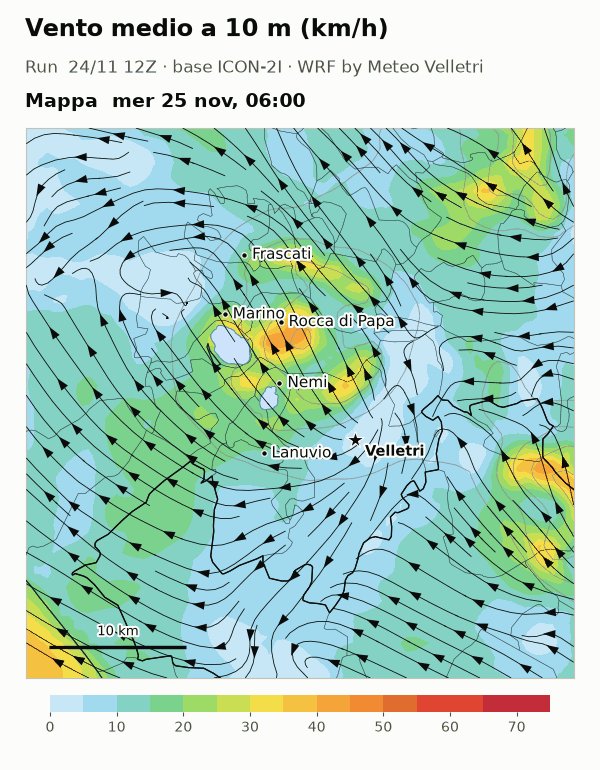 Vento medio a 10 m (km/h)
Run  24/11 12Z · base ICON-2I · WRF by Meteo Velletri
Mappa  mer 25 nov, 06:00
Frascati
Marino
Rocca di Papa
Nemi
Velletri
Lanuvio
10 km
0 10 20 30 40 50 60 70